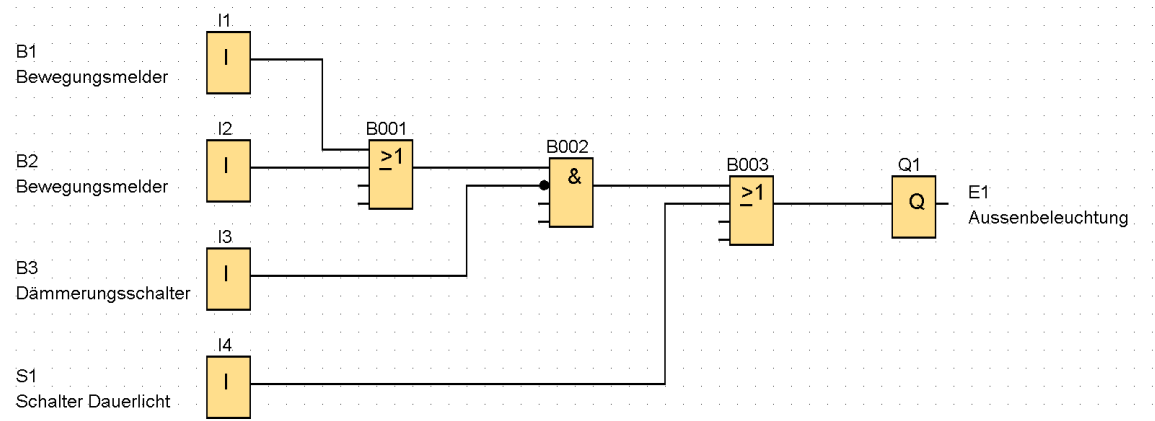 I1
B1
Bewegungsmelder
I
I2
B2
Bewegungsmelder
I
B001
≥1
B002
&
B003
≥1
Q1
Q
E1
Aussenbeleuchtung
I3
B3
Dämmerungsschalter
I
I4
S1
Schalter Dauerlicht
I